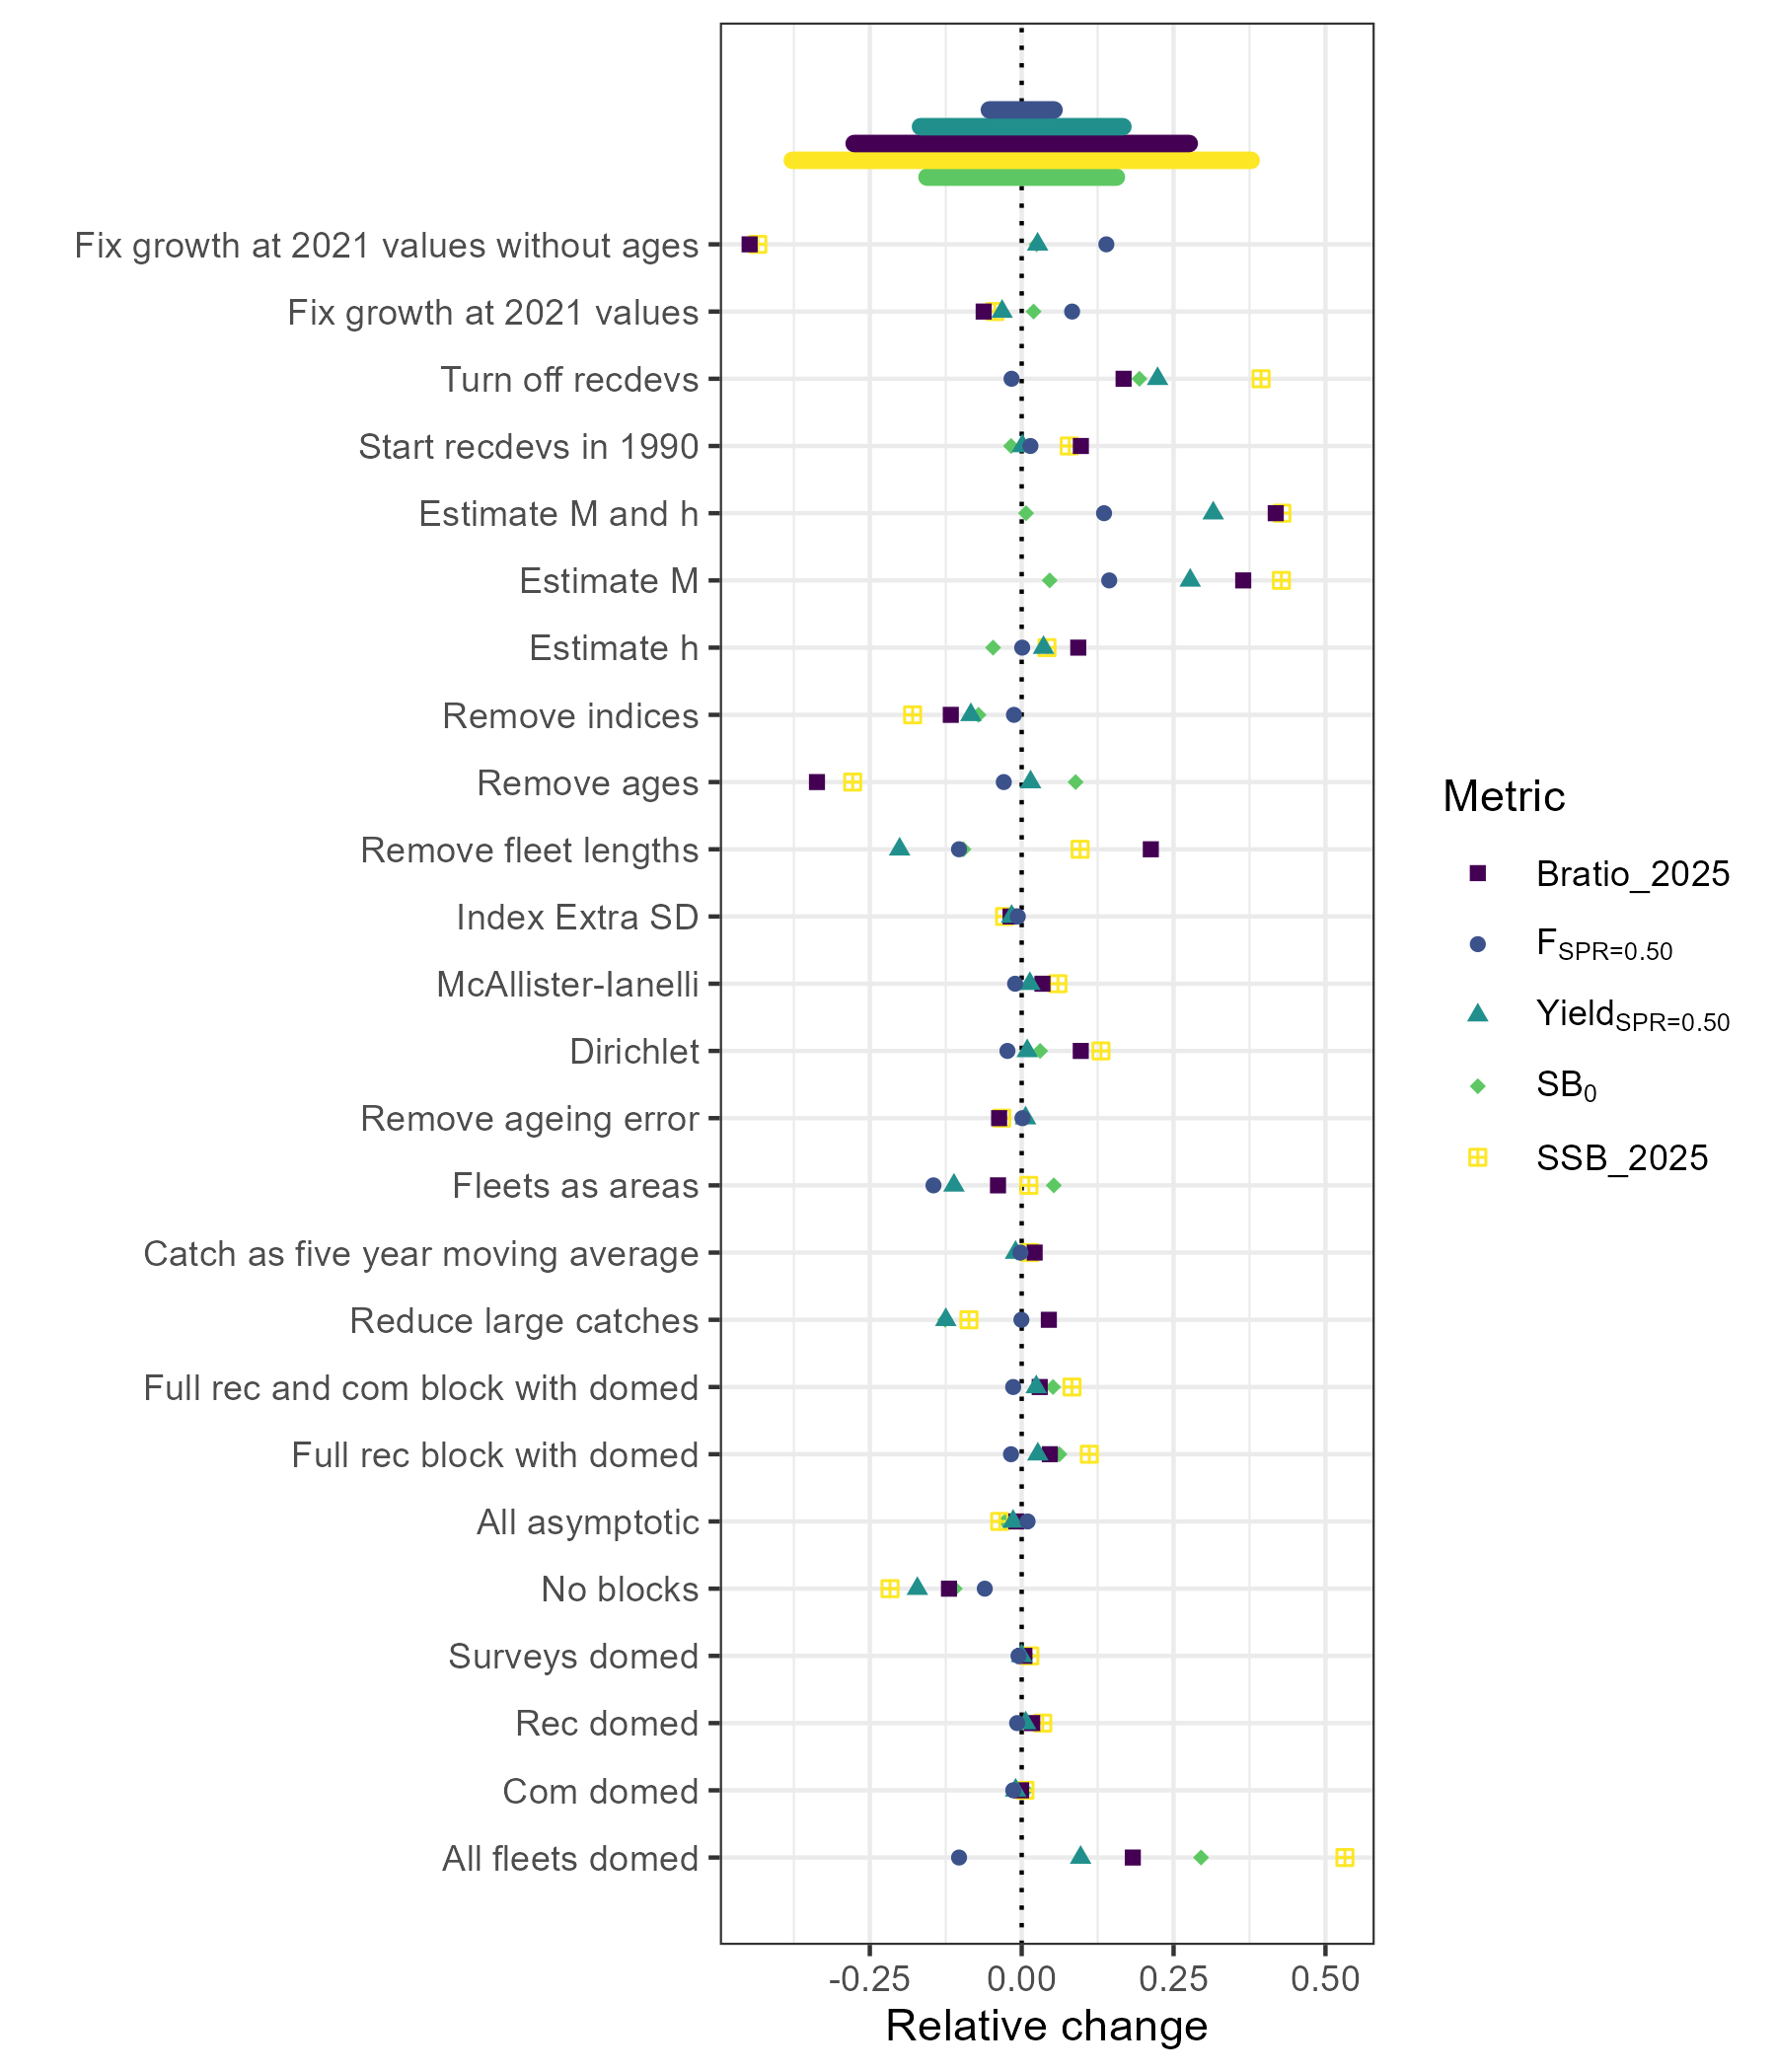 Fix growth at 2021 values without ages
Fix growth at 2021 values
Turn off recdevs
Start recdevs in 1990
Estimate M and h
Estimate M
Estimate h
Remove indices
Remove ages
Remove fleet lengths
Index Extra SD
McAllister-Ianelli
Dirichlet
Remove ageing error
Fleets as areas
Catch as five year moving average
Reduce large catches
Full rec and com block with domed
Full rec block with domed
All asymptotic
No blocks
Surveys domed
Rec domed
Com domed
All fleets domed
-0.25 0.00 0.25 0.50
Relative change
Metric
Bratio_2025
FSPR=0.50
YieldSPR=0.50
SB0
SSB_2025